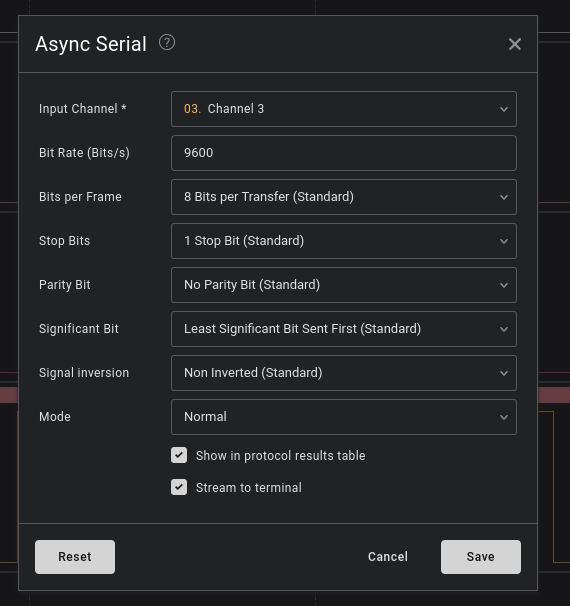 Async Serial ?
Input Channel * 03. Channel 3
Bit Rate (Bits/s) 9600
Bits per Frame 8 Bits per Transfer (Standard)
Stop Bits 1 Stop Bit (Standard)
Parity Bit No Parity Bit (Standard)
Significant Bit Least Significant Bit Sent First (Standard)
Signal inversion Non Inverted (Standard)
Mode Normal
Show in protocol results table
Stream to terminal
Reset Cancel Save